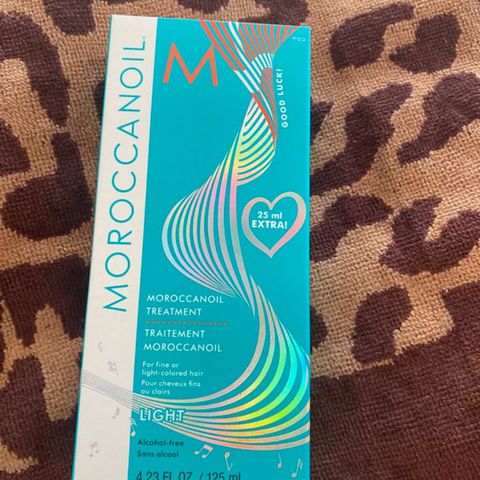 MOROCCANOIL®
M
GOOD LUCK!
25 ml
EXTRA!
MOROCCANOIL
TREATMENT
TRAITEMENT
MOROCCANOIL
For fine or
light-colored hair
Pour cheveux fins
ou clairs
LIGHT
Alcohol-free
Sans alcool
4.23 FL.OZ. / 125 ml